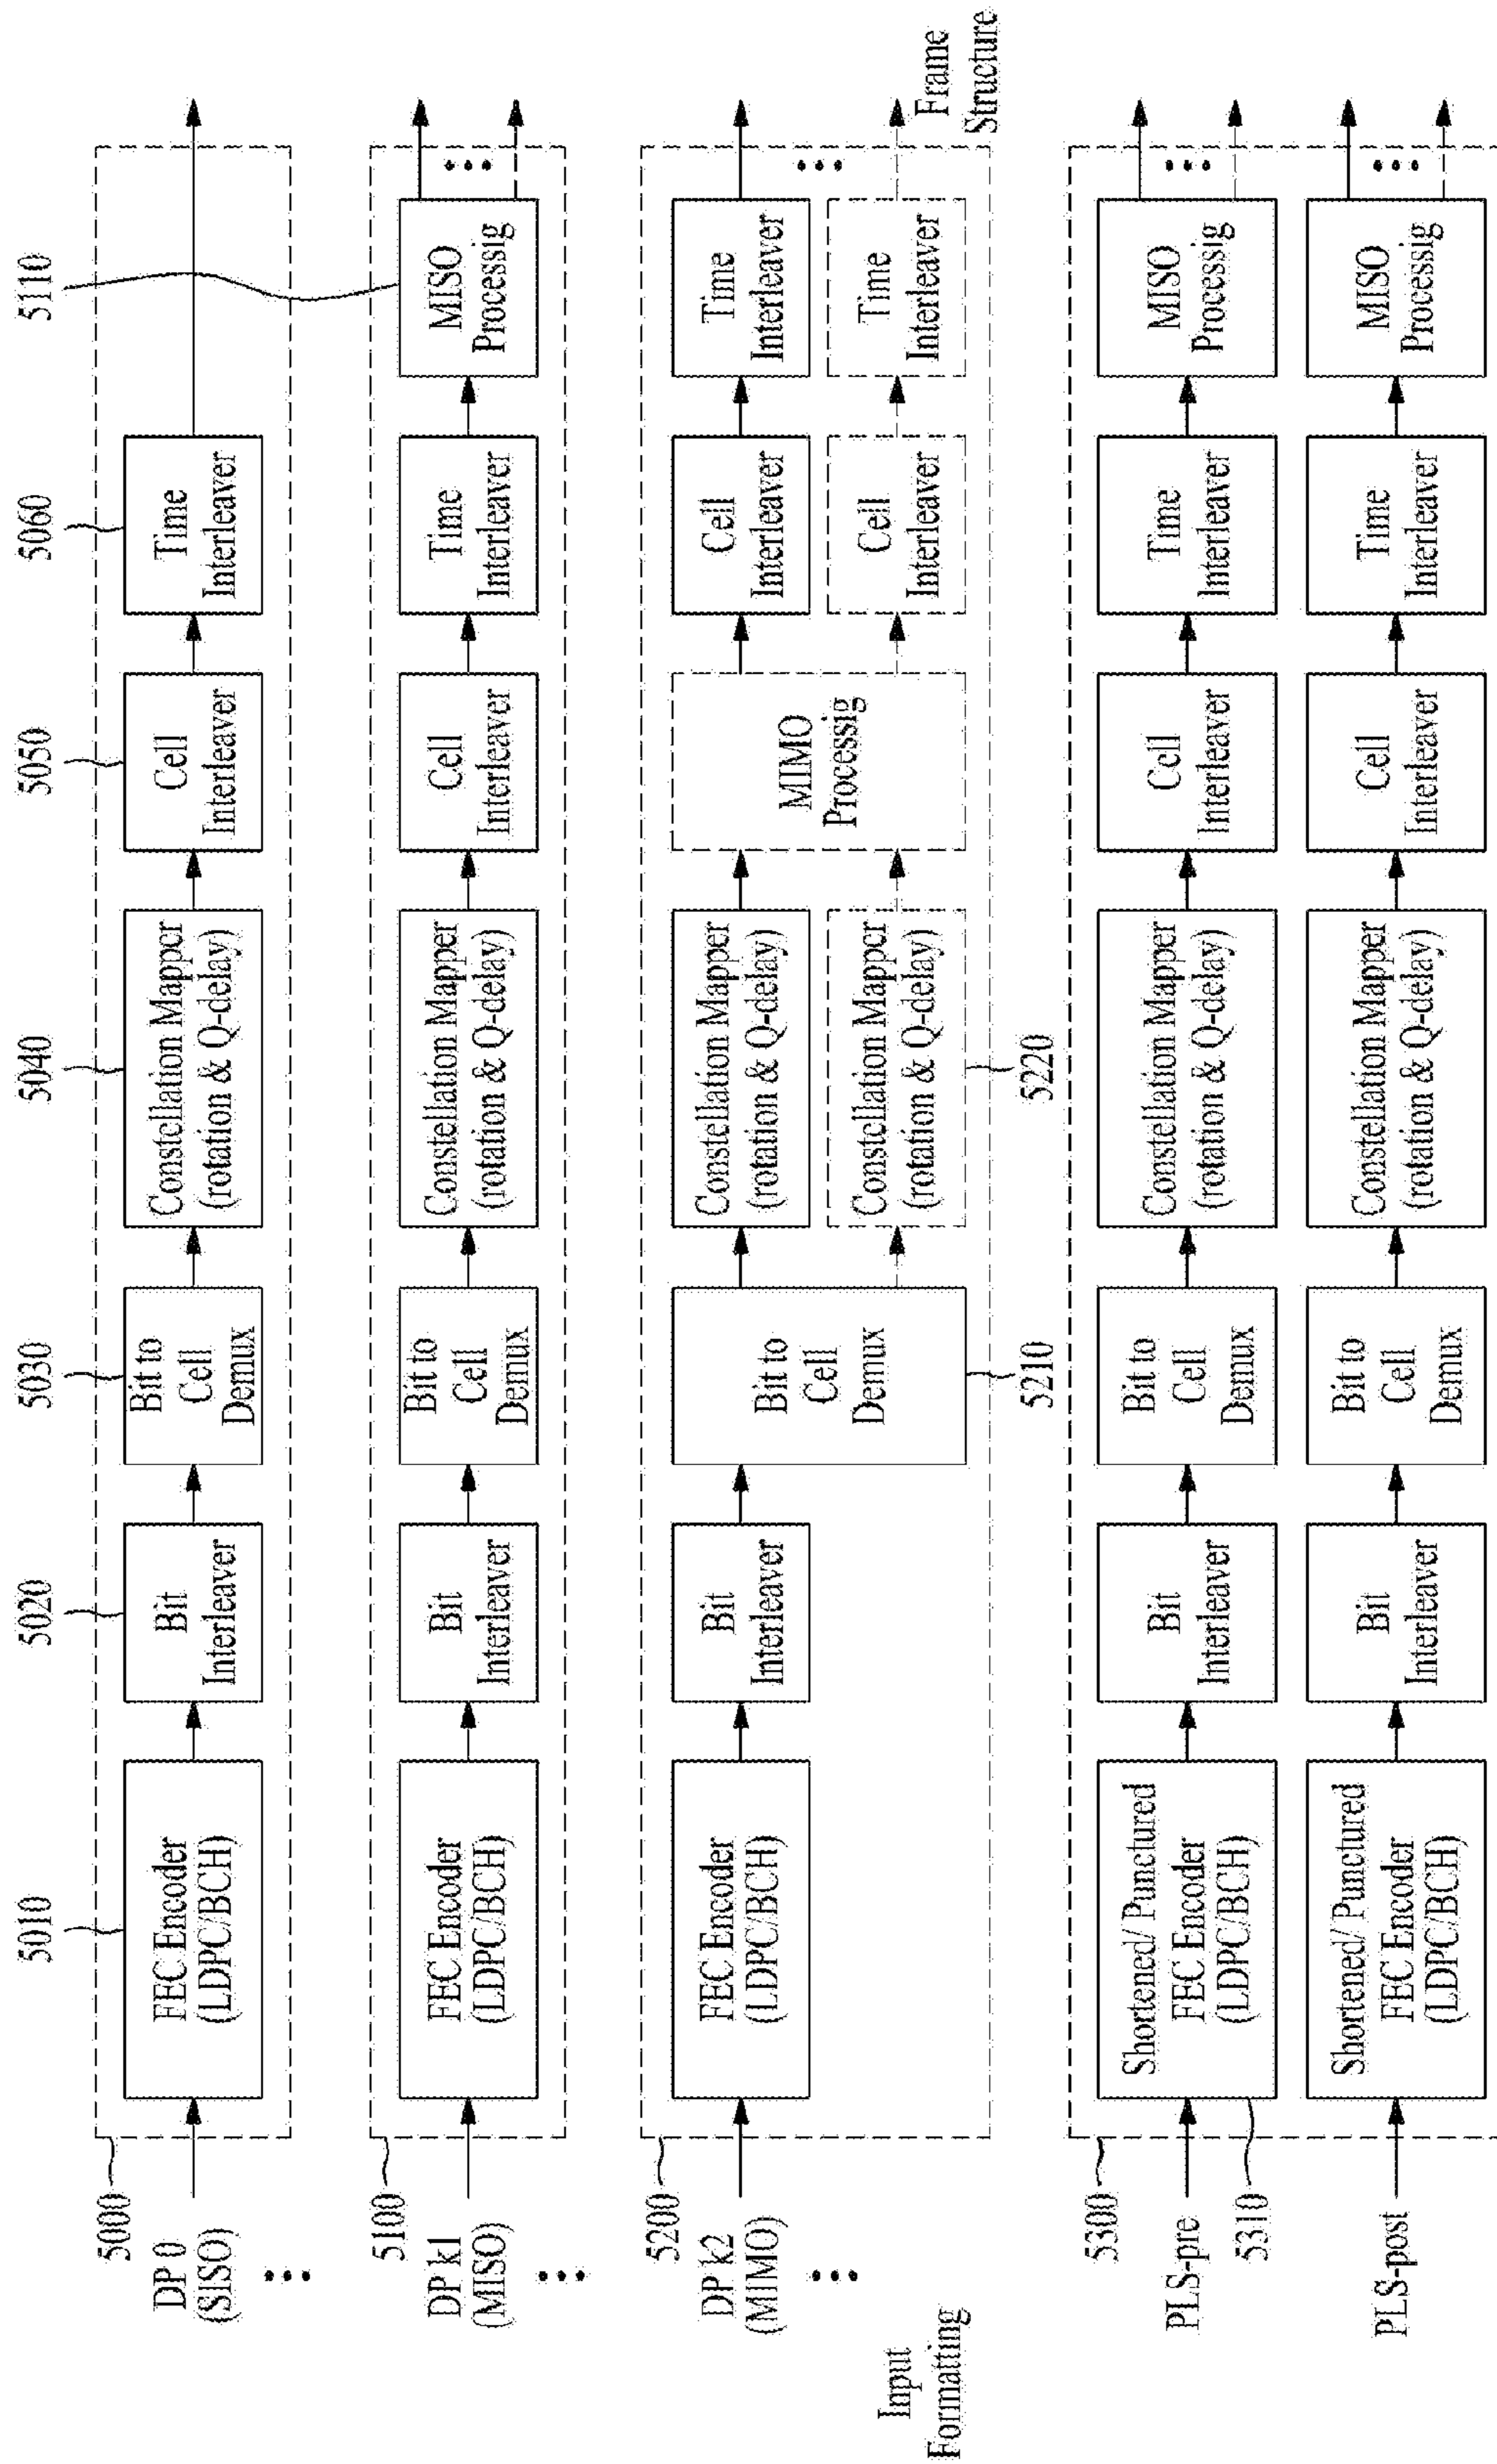 5010
5020
5030
5040
5050
5060
5110
5000
DP 0
(SISO)
FEC Encoder
(LDPC/BCH)
Bit
Interleaver
Bit to
Cell
Demux
Constellation Mapper
(rotation & Q-delay)
Cell
Interleaver
Time
Interleaver
5100
DP k1
(MISO)
FEC Encoder
(LDPC/BCH)
Bit
Interleaver
Bit to
Cell
Demux
Constellation Mapper
(rotation & Q-delay)
Cell
Interleaver
Time
Interleaver
MISO
Processig
5200
DP k2
(MIMO)
FEC Encoder
(LDPC/BCH)
Bit
Interleaver
Bit to
Cell
Demux
Constellation Mapper
(rotation & Q-delay)
Constellation Mapper
(rotation & Q-delay)
MIMO
Processig
Cell
Interleaver
Cell
Interleaver
Time
Interleaver
Time
Interleaver
Input
Formatting
Frame
Structure
5210
5220
5300
PLS-pre
5310
Shortened/ Punctured
FEC Encoder
(LDPC/BCH)
Bit
Interleaver
Bit to
Cell
Demux
Constellation Mapper
(rotation & Q-delay)
Cell
Interleaver
Time
Interleaver
MISO
Processig
PLS-post
Shortened/ Punctured
FEC Encoder
(LDPC/BCH)
Bit
Interleaver
Bit to
Cell
Demux
Constellation Mapper
(rotation & Q-delay)
Cell
Interleaver
Time
Interleaver
MISO
Processig